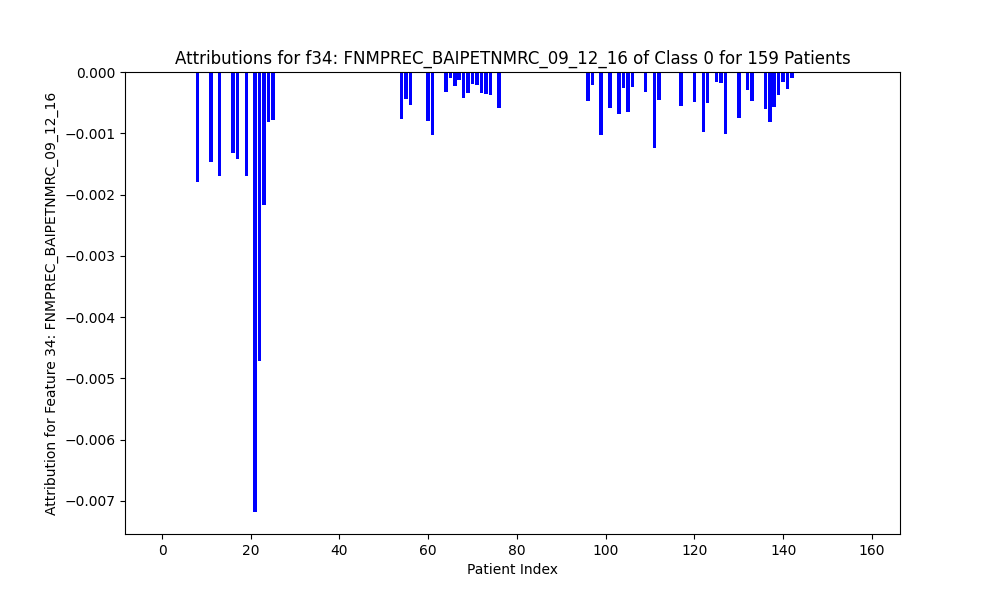 Attributions for f34: FNMPREC_BAIPETNMRC_09_12_16 of Class 0 for 159 Patients
Attribution for Feature 34: FNMPREC_BAIPETNMRC_09_12_16
0.000
−0.001
−0.002
−0.003
−0.004
−0.005
−0.006
−0.007
0 20 40 60 80 100 120 140 160
Patient Index